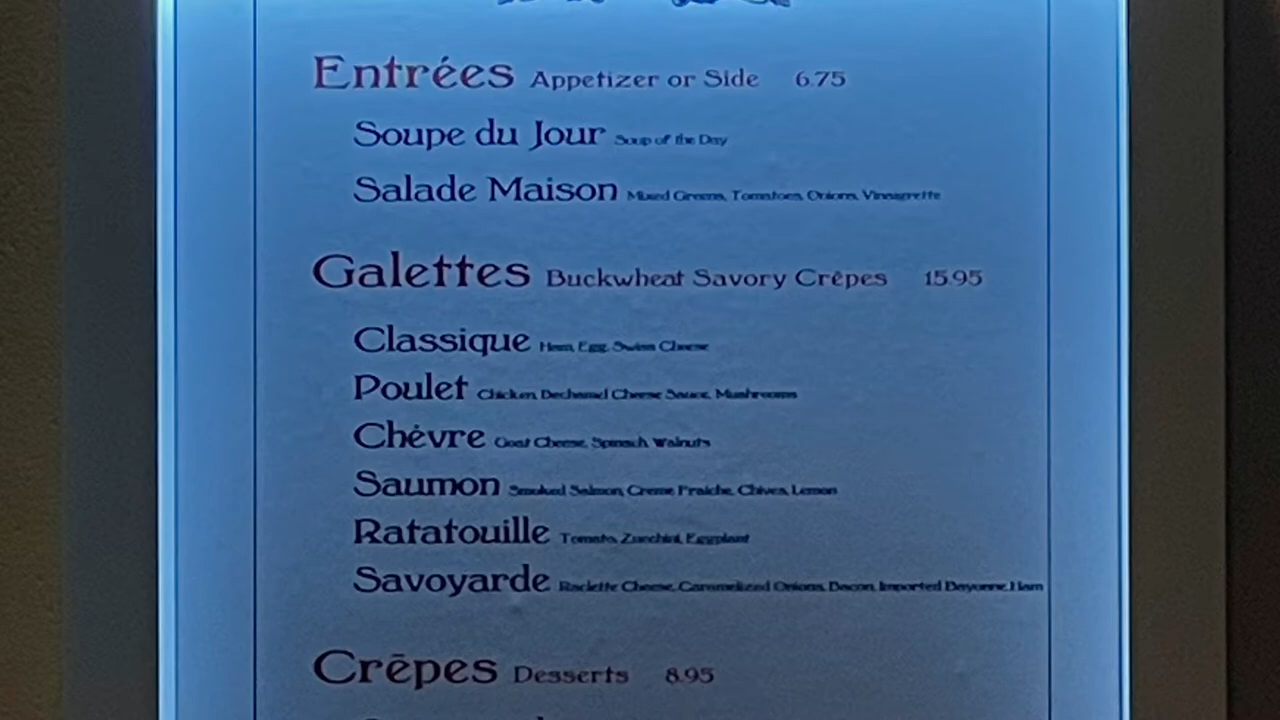 Entrées Appetizer or Side 6.75
Soupe du Jour Soup of the Day
Salade Maison Mixed Greens, Tomatoes, Onions, Vinaigrette
Galettes Buckwheat Savory Crêpes 15.95
Classique Ham, Egg, Swiss Cheese
Poulet Chicken, Bechamel Cheese Sauce, Mushrooms
Chèvre Goat Cheese, Spinach, Walnuts
Saumon Smoked Salmon, Creme Fraiche, Chives, Lemon
Ratatouille Tomato, Zucchini, Eggplant
Savoyarde Raclette Cheese, Caramelized Onions, Bacon, Imported Bayonne Ham
Crêpes Desserts 8.95